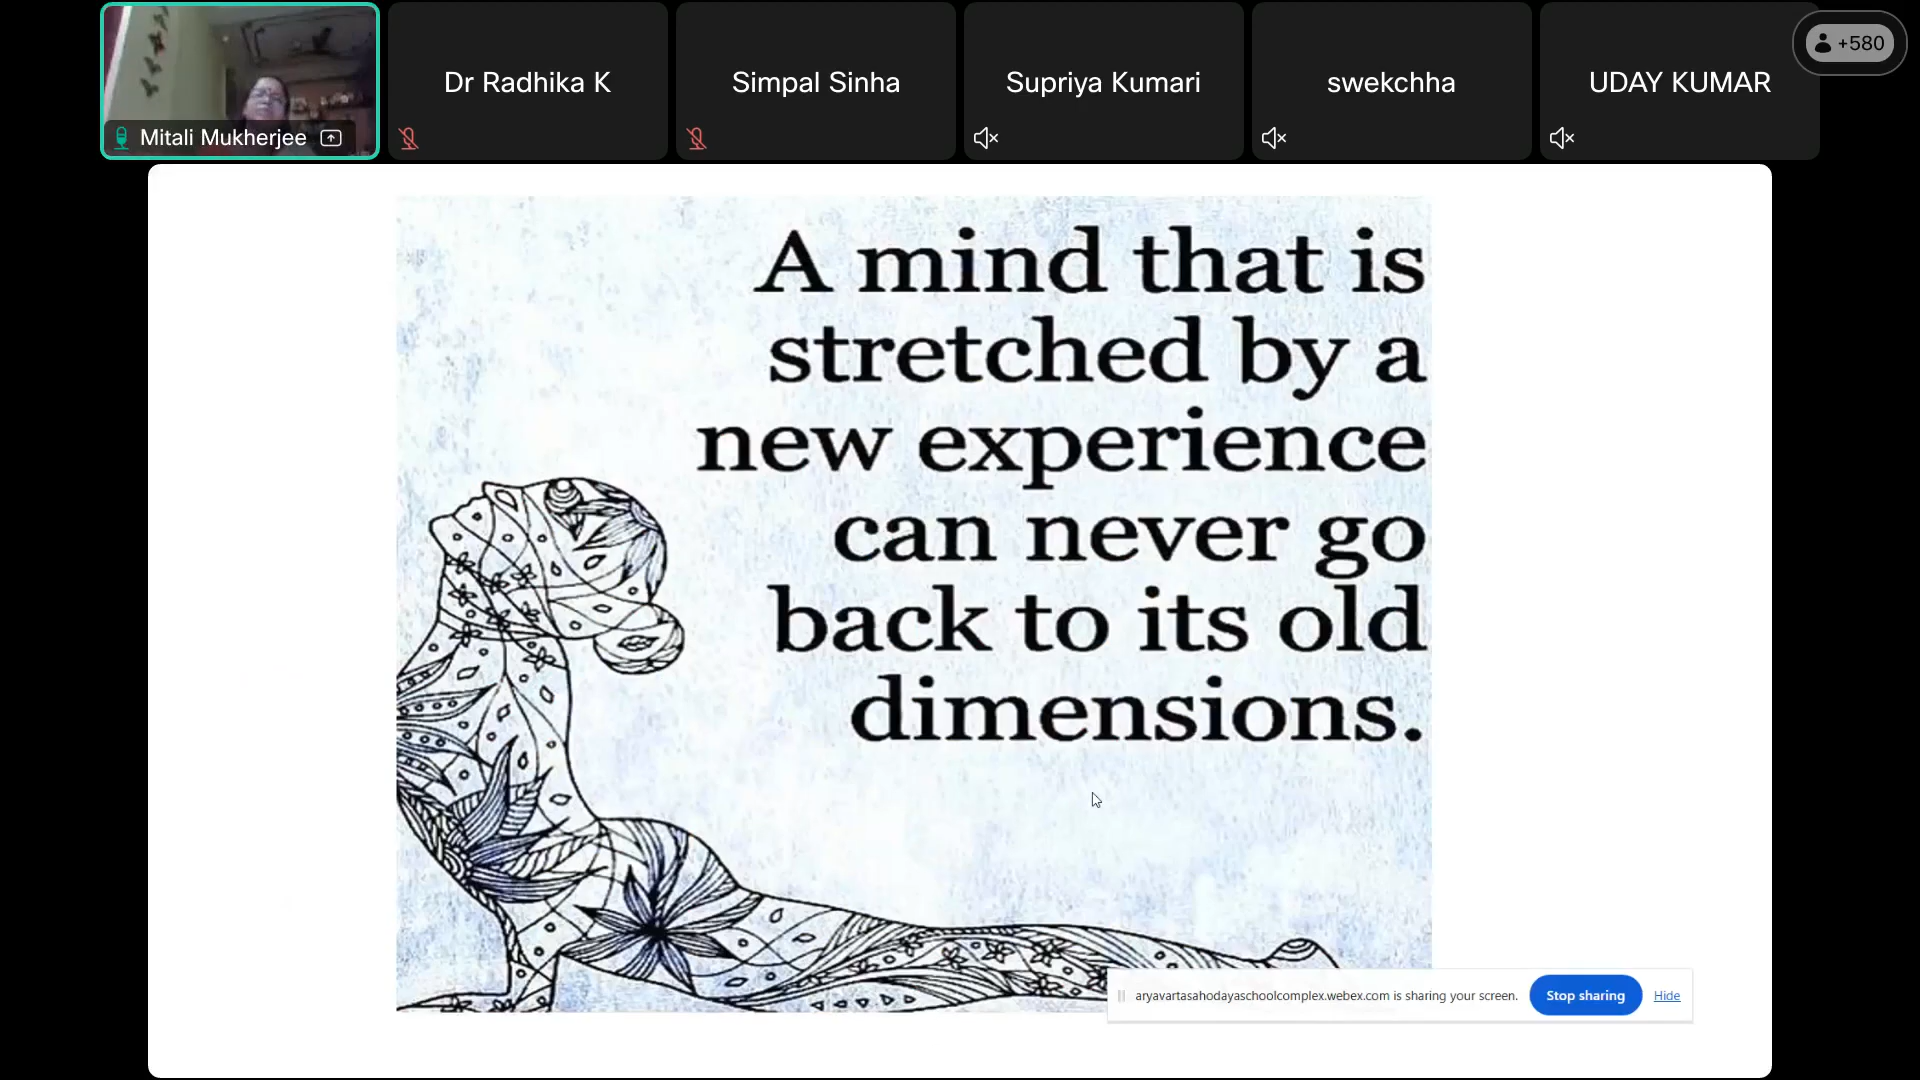 Mitali Mukherjee
Dr Radhika K
Simpal Sinha
Supriya Kumari
swekchha
UDAY KUMAR
+580
A mind that is
stretched by a
new experience
can never go
back to its old
dimensions.
aryavartasahodayaschoolcomplex.webex.com is sharing your screen.
Stop sharing
Hide